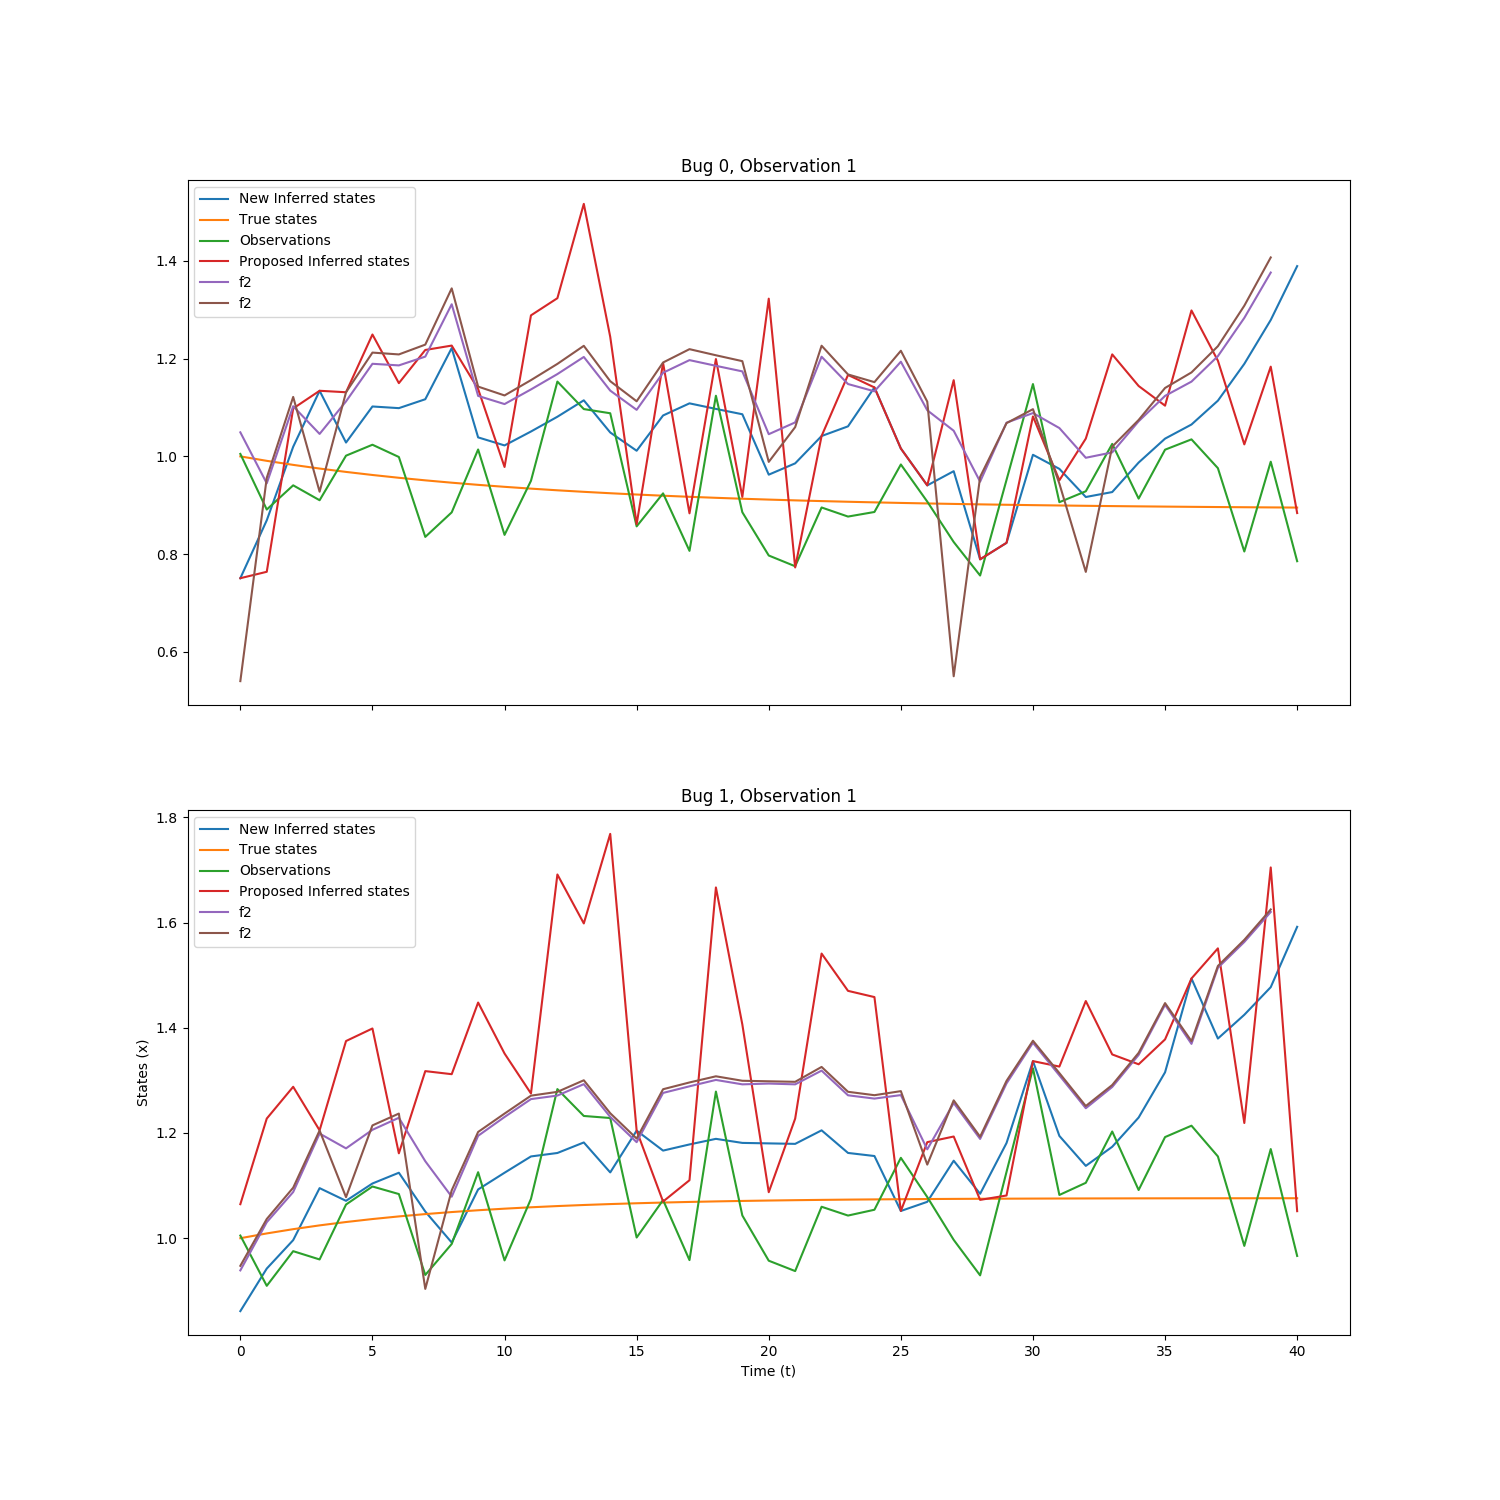 Bug 0, Observation 1
New Inferred states
True states
Observations
Proposed Inferred states
f2
f2
1.4
1.2
1.0
0.8
0.6
Bug 1, Observation 1
New Inferred states
True states
Observations
Proposed Inferred states
f2
f2
1.8
1.6
1.4
1.2
1.0
States (x)
0 5 10 15 20 25 30 35 40
Time (t)